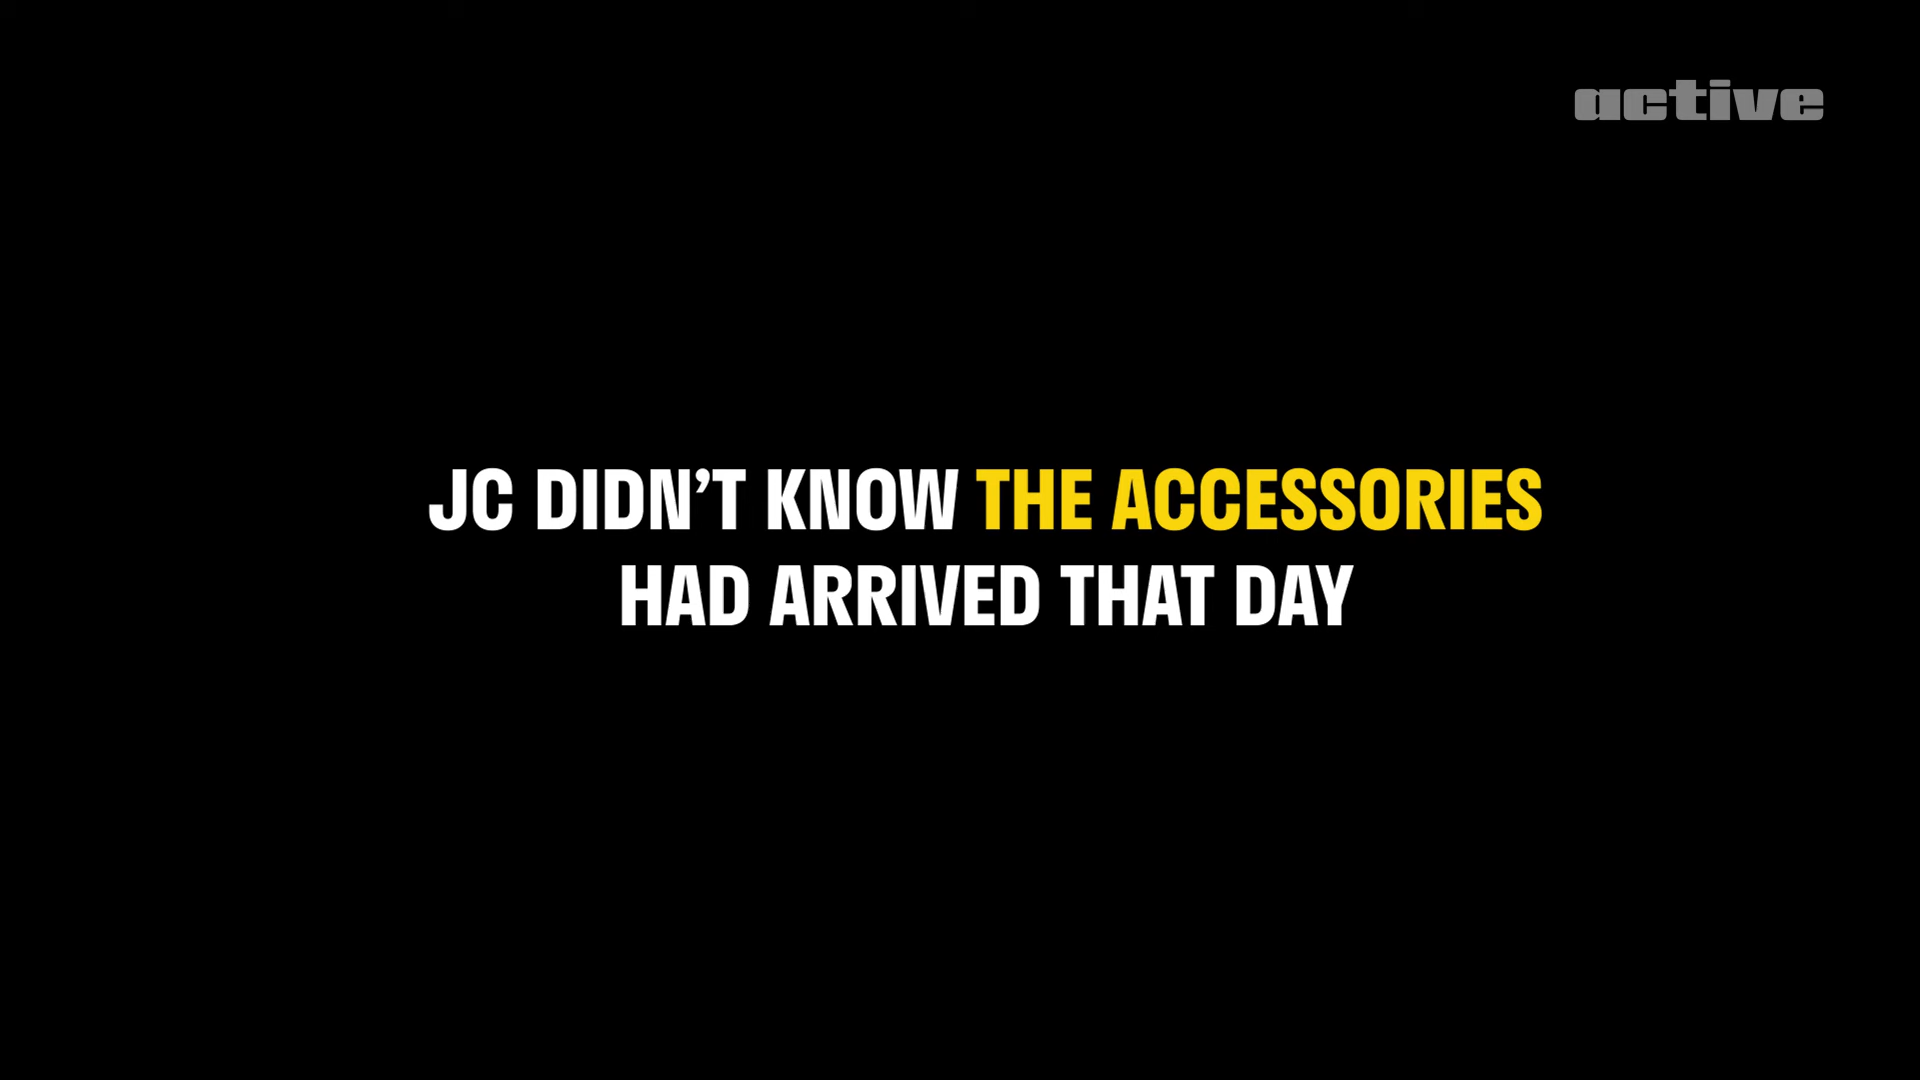 active
JC DIDN’T KNOW THE ACCESSORIES
HAD ARRIVED THAT DAY